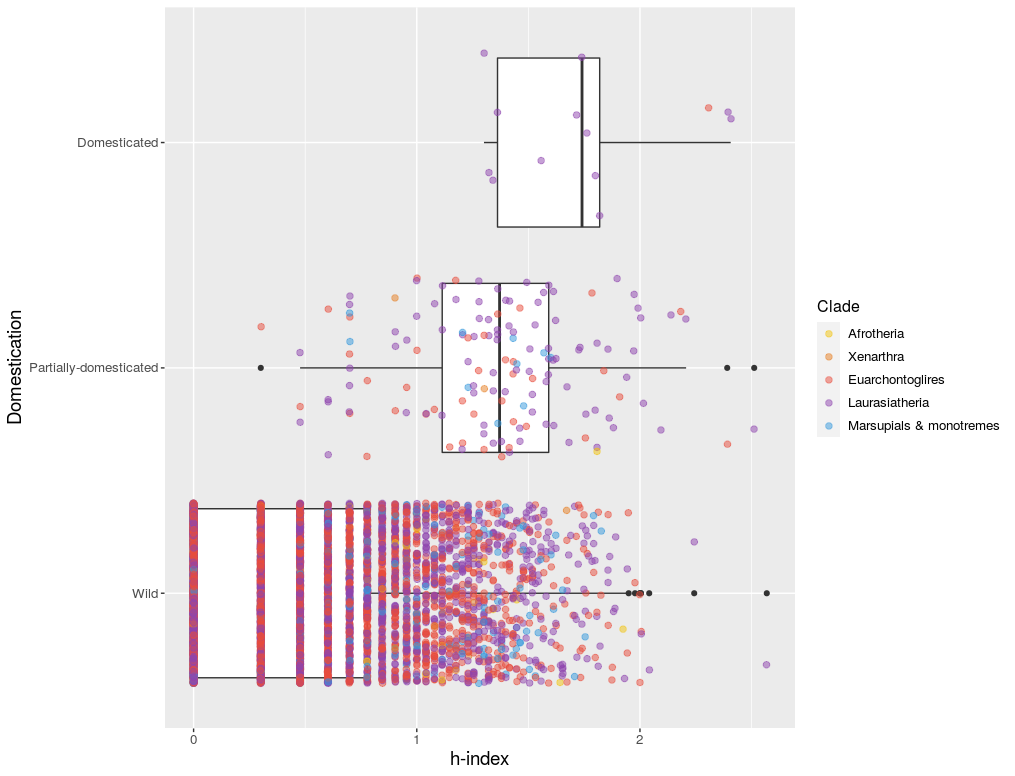 Domestication
Domesticated
Partially-domesticated
Wild
0
1
2
h-index
Clade
Afrotheria
Xenarthra
Euarchontoglires
Laurasiatheria
Marsupials & monotremes